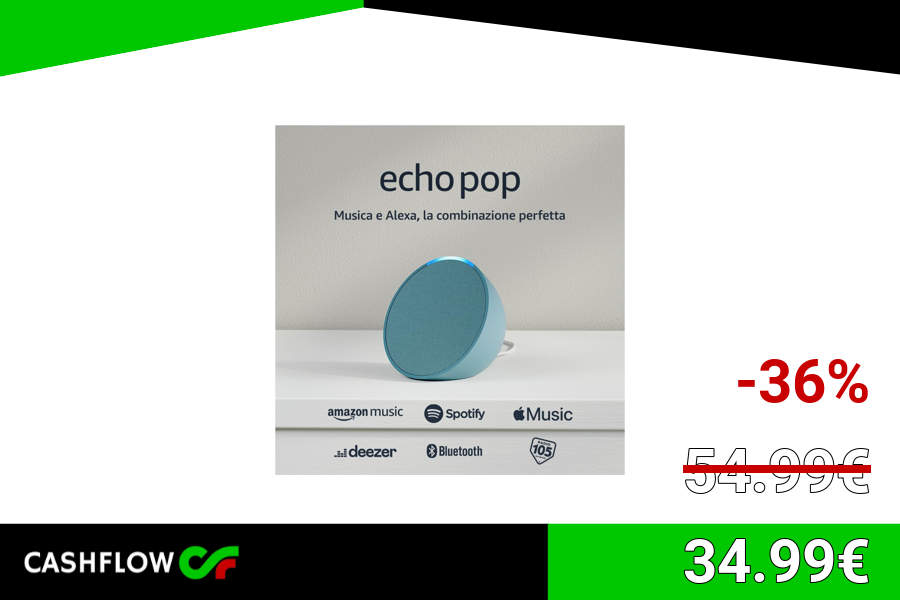 echo pop
Musica e Alexa, la combinazione perfetta
amazon music
Spotify
Music
deezer
Bluetooth
RADIO
105
-36%
54.99€
CASHFLOW
34.99€